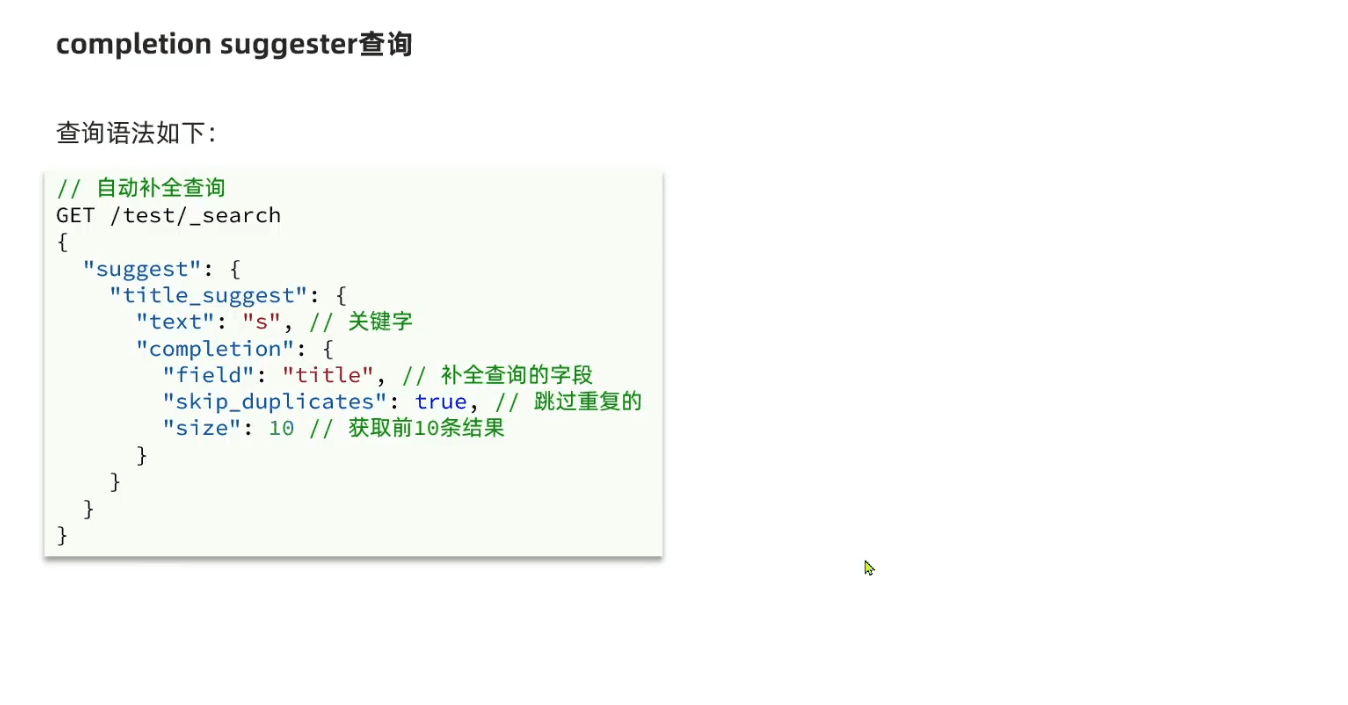 completion suggester查询
查询语法如下：
// 自动补全查询
GET /test/_search
{
  "suggest": {
    "title_suggest": {
      "text": "s", // 关键字
      "completion": {
        "field": "title", // 补全查询的字段
        "skip_duplicates": true, // 跳过重复的
        "size": 10 // 获取前10条结果
      }
    }
  }
}